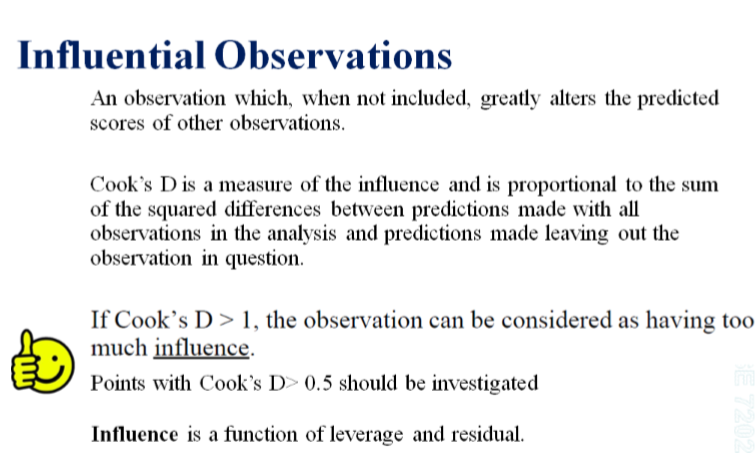 Influential Observations
An observation which, when not included, greatly alters the predicted
scores of other observations.
Cook's D is a measure of the influence and is proportional to the sum
of the squared differences between predictions made with all
observations in the analysis and predictions made leaving out the
observation in question.
If Cook's D > 1, the observation can be considered as having too
much influence.
Points with Cook's D> 0.5 should be investigated
Influence is a function of leverage and residual.
IE 7202